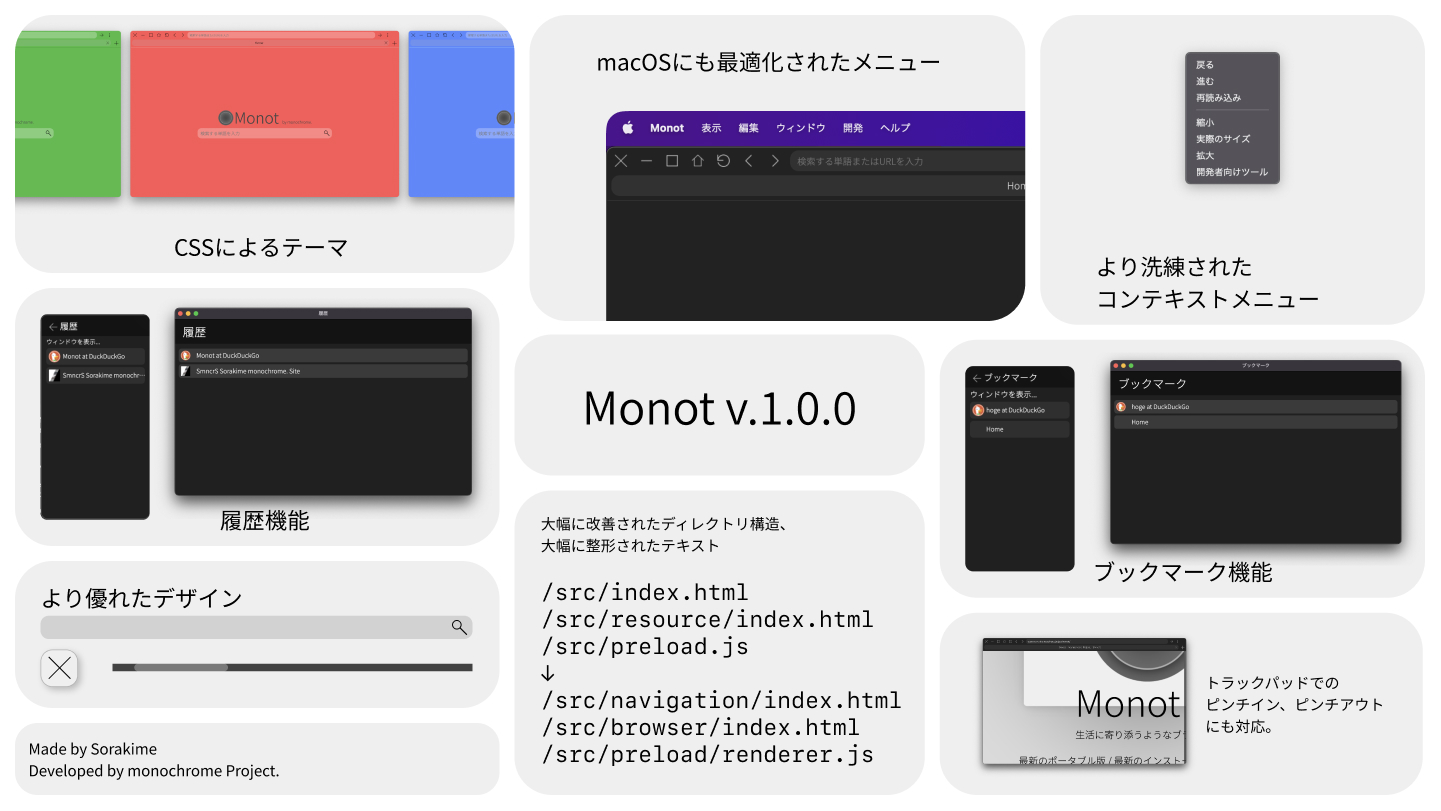 Monot by monochrome.
検索する単語を入力
CSSによるテーマ
macOSにも最適化されたメニュー
Monot 表示 編集 ウィンドウ 開発 ヘルプ
検索する単語またはURLを入力
Hom
戻る
進む
再読み込み
縮小
実際のサイズ
拡大
開発者向けツール
より洗練された
コンテキストメニュー
履歴
ウィンドウを表示...
Monot at DuckDuckGo
SmncrS Sorakime monochr…
履歴
履歴
Monot at DuckDuckGo
SmncrS Sorakime monochrome. Site
履歴機能
Monot v.1.0.0
ブックマーク
ウィンドウを表示...
hoge at DuckDuckGo
Home
ブックマーク
ブックマーク
hoge at DuckDuckGo
Home
ブックマーク機能
より優れたデザイン
大幅に改善されたディレクトリ構造、
大幅に整形されたテキスト
/src/index.html
/src/resource/index.html
/src/preload.js
↓
/src/navigation/index.html
/src/browser/index.html
/src/preload/renderer.js
Monot
生活に寄り添うようなブ
最新のポータブル版 / 最新のインスト
トラックパッドでの
ピンチイン、ピンチアウト
にも対応。
Made by Sorakime
Developed by monochrome Project.